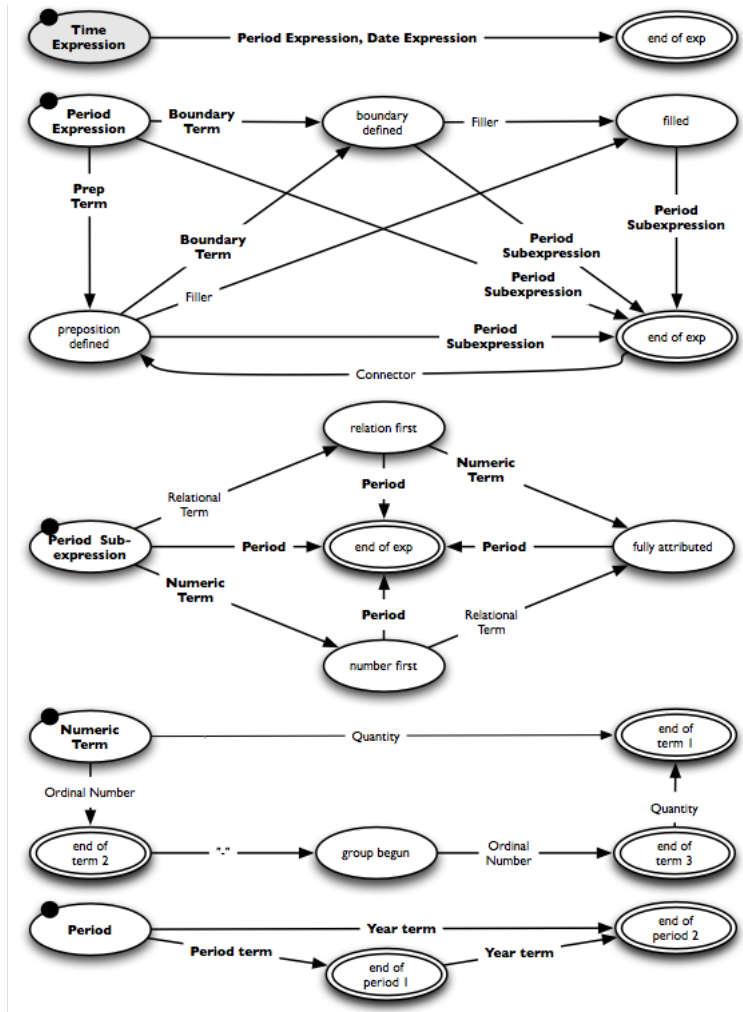 Time
Expression
Period Expression, Date Expression
end of exp
Period
Expression
Boundary
Term
boundary
defined
Filler
filled
Prep
Term
Boundary
Term
Filler
Period
Subexpression
Period
Subexpression
Period
Subexpression
preposition
defined
Period
Subexpression
end of exp
Connector
relation first
Relational
Term
Period
Numeric
Term
Period Sub-
expression
Period
end of exp
Period
fully attributed
Numeric
Term
Period
Relational
Term
number first
Numeric
Term
Quantity
end of
term 1
Ordinal Number
Quantity
end of
term 2
"-"
group begun
Ordinal
Number
end of
term 3
Period
Year term
end of
period 2
Period term
end of
period 1
Year term